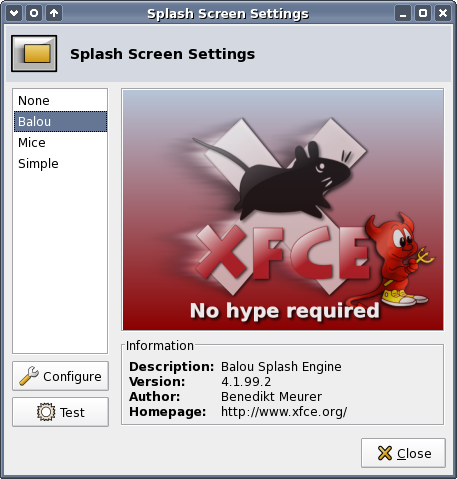 Splash Screen Settings
Splash Screen Settings
None
Balou
Mice
Simple
XFCE
No hype required
Configure
Test
Information
Description: Balou Splash Engine
Version: 4.1.99.2
Author: Benedikt Meurer
Homepage: http://www.xfce.org/
Close